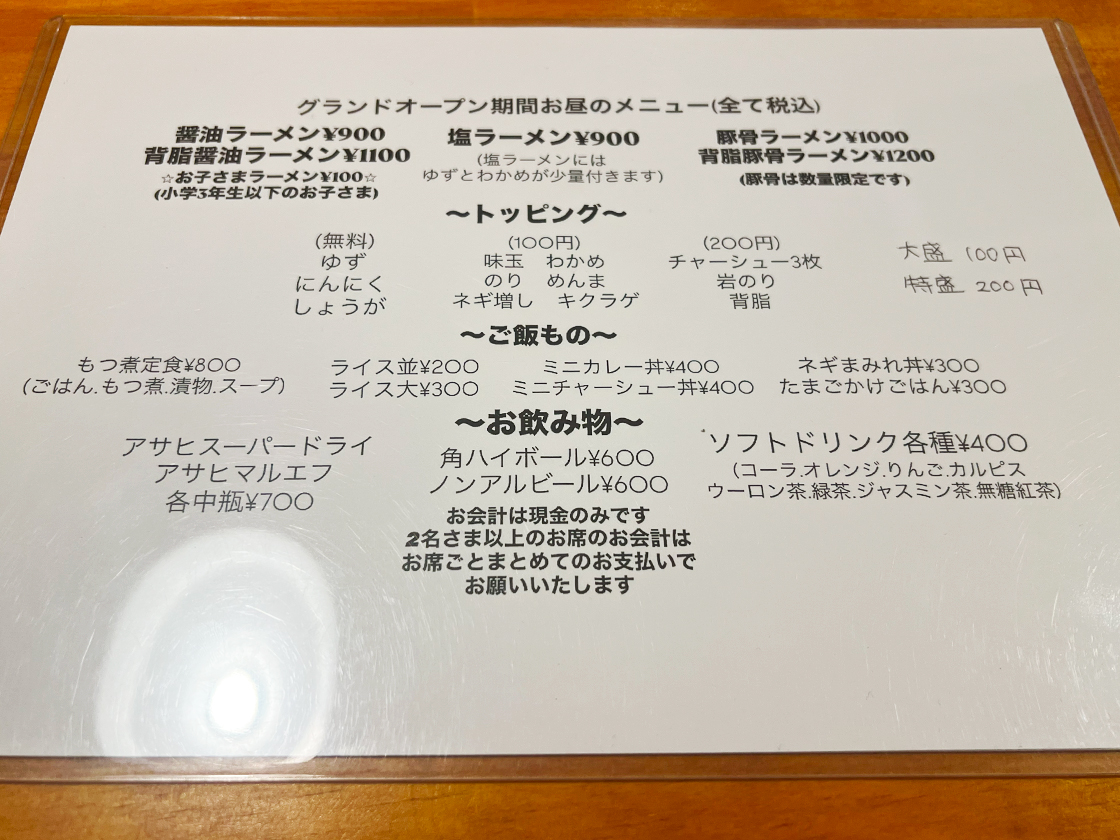 グランドオープン期間お昼のメニュー(全て税込)
醤油ラーメン¥900
背脂醤油ラーメン¥1100
☆お子さまラーメン¥100☆
(小学3年生以下のお子さま)
塩ラーメン¥900
(塩ラーメンには
ゆずとわかめが少量付きます)
豚骨ラーメン¥1000
背脂豚骨ラーメン¥1200
(豚骨は数量限定です)
〜トッピング〜
(無料)
ゆず
にんにく
しょうが
(100円)
味玉 わかめ
のり めんま
ネギ増し キクラゲ
(200円)
チャーシュー3枚
岩のり
背脂
大盛 100円
特盛 200円
〜ご飯もの〜
もつ煮定食¥800
(ごはん.もつ煮.漬物.スープ)
ライス並¥200
ライス大¥300
ミニカレー丼¥400
ミニチャーシュー丼¥400
ネギまみれ丼¥300
たまごかけごはん¥300
〜お飲み物〜
アサヒスーパードライ
アサヒマルエフ
各中瓶¥700
角ハイボール¥600
ノンアルビール¥600
ソフトドリンク各種¥400
(コーラ.オレンジ.りんご.カルピス
ウーロン茶.緑茶.ジャスミン茶.無糖紅茶)
お会計は現金のみです
2名さま以上のお席のお会計は
お席ごとまとめてのお支払いで
お願いいたします